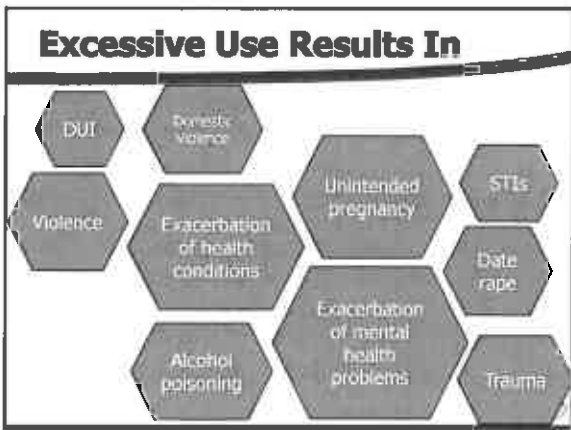 Excessive Use Results In
DUI
Domestic
violence
Unintended
pregnancy
STIs
Violence
Exacerbation
of health
conditions
Date
rape
Exacerbation
of mental
health
problems
Alcohol
poisoning
Trauma